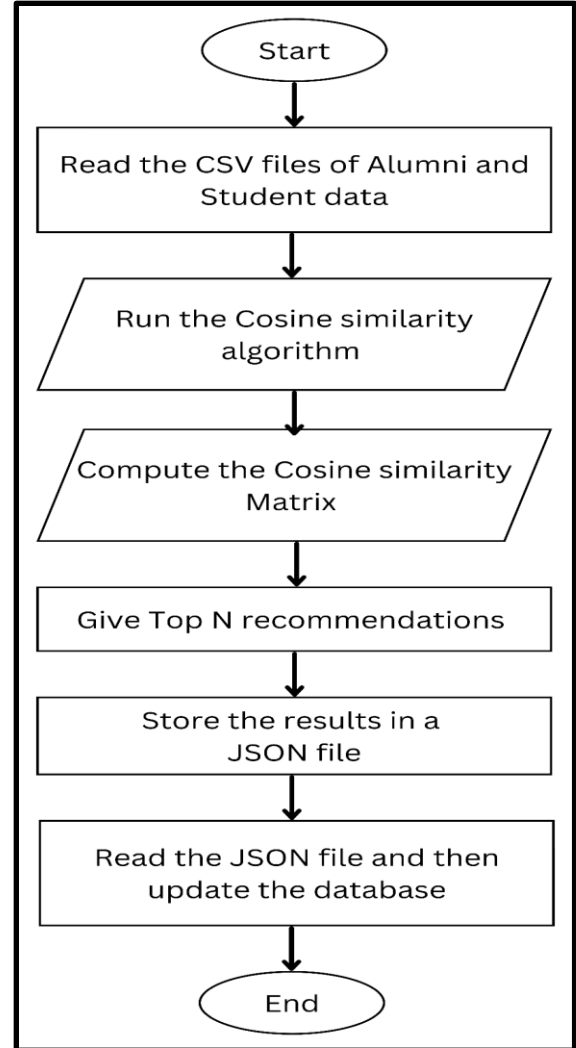 Start
Read the CSV files of Alumni and
Student data
Run the Cosine similarity
algorithm
Compute the Cosine similarity
Matrix
Give Top N recommendations
Store the results in a
JSON file
Read the JSON file and then
update the database
End